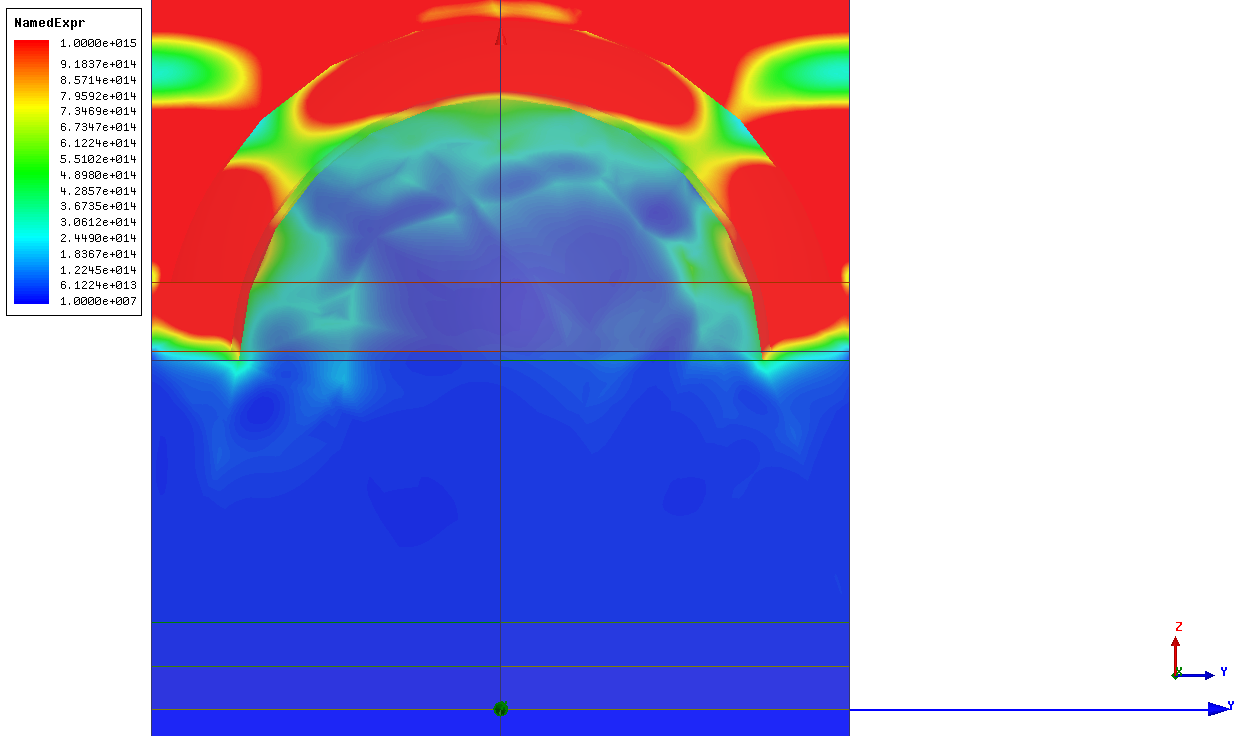 NamedExpr
1.0000e+015
9.1837e+014
8.5714e+014
7.9592e+014
7.3469e+014
6.7347e+014
6.1224e+014
5.5102e+014
4.8980e+014
4.2857e+014
3.6735e+014
3.0612e+014
2.4490e+014
1.8367e+014
1.2245e+014
6.1224e+013
1.0000e+007
Z
X
Y
Y